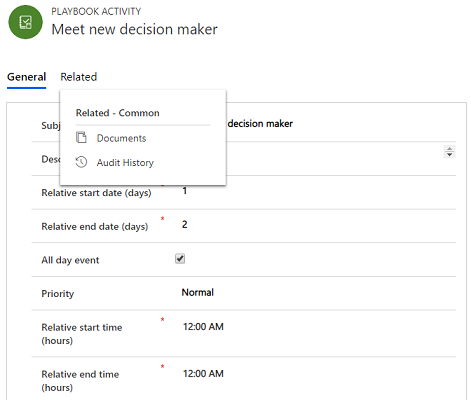 PLAYBOOK ACTIVITY
Meet new decision maker
General Related
Related - Common
Subj decision maker
Documents
Desc
Audit History
Relative start date (days) * 1
Relative end date (days) * 2
All day event
Priority Normal
Relative start time * 12:00 AM
(hours)
Relative end time * 12:00 AM
(hours)